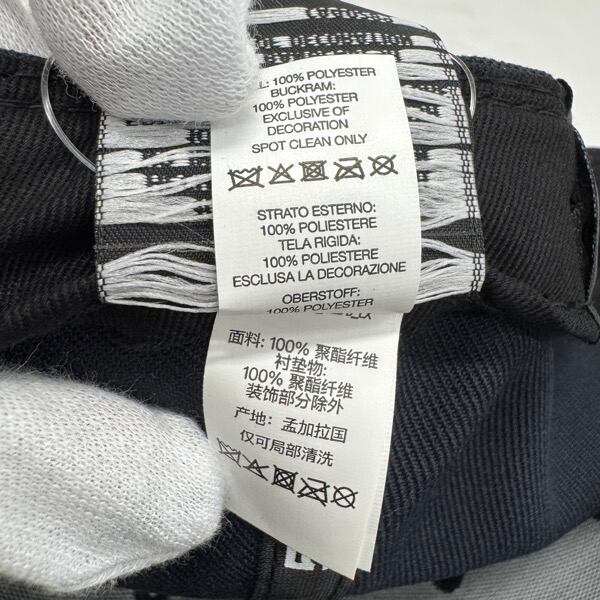 L: 100% POLYESTER
BUCKRAM:
100% POLYESTER
EXCLUSIVE OF
DECORATION
SPOT CLEAN ONLY
STRATO ESTERNO:
100% POLIESTERE
TELA RIGIDA:
100% POLIESTERE
ESCLUSA LA DECORAZIONE
OBERSTOFF:
100% POLYESTER
面料: 100% 聚酯纤维
衬垫物:
100% 聚酯纤维
装饰部分除外
产地: 孟加拉国
仅可局部清洗